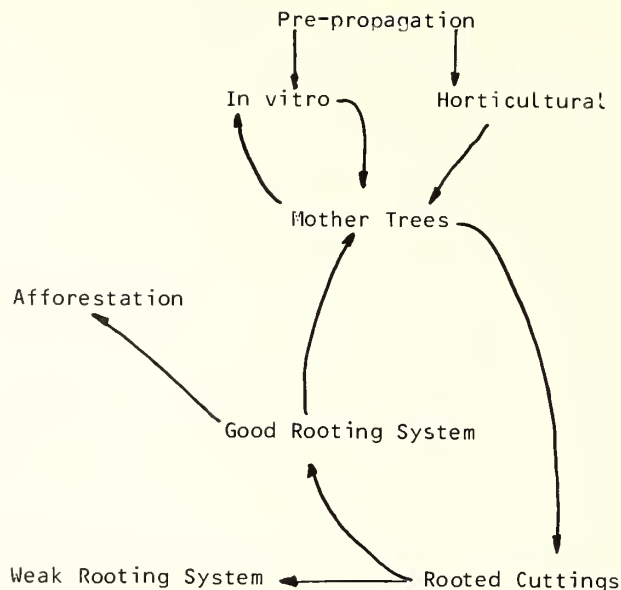 Pre-propagation
In vitro
Horticultural
Mother Trees
Afforestation
Good Rooting System
Weak Rooting System
Rooted Cuttings